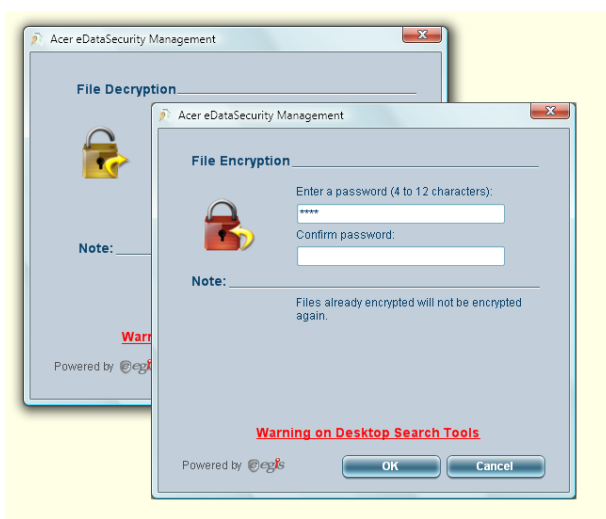 Acer eDataSecurity Management
File Decryption
Note:
Powered by egis
Acer eDataSecurity Management
File Encryption
Enter a password (4 to 12 characters):
****
Confirm password:
Note:
Files already encrypted will not be encrypted
again.
Warning on Desktop Search Tools
Powered by egis
OK
Cancel